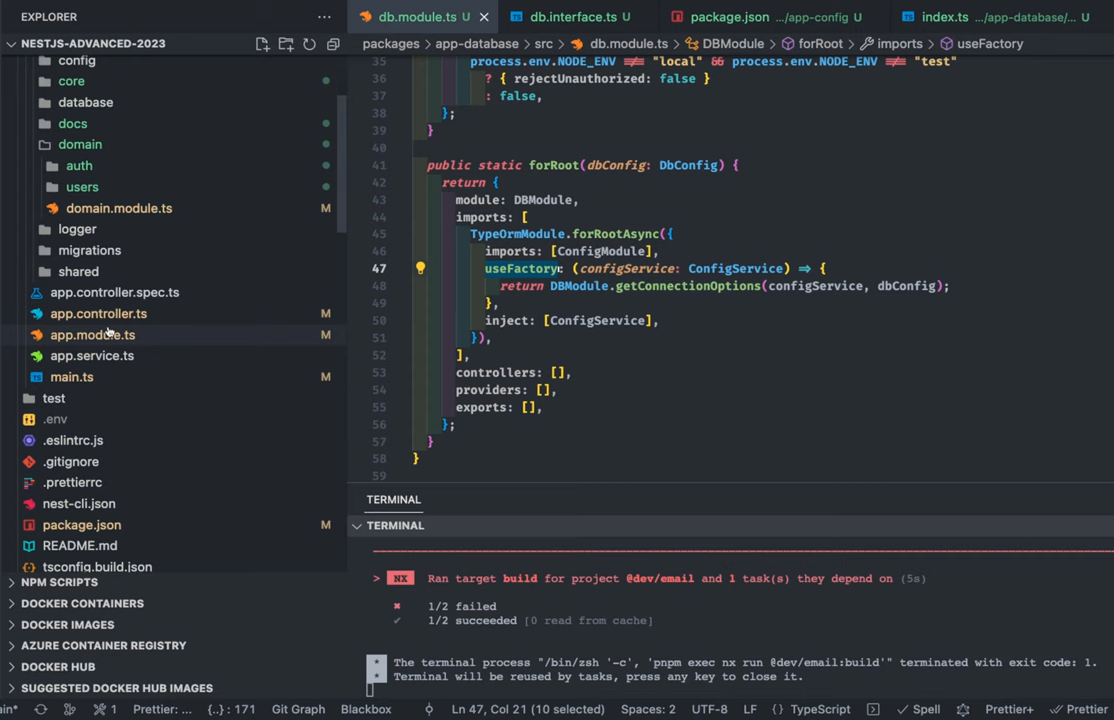 EXPLORER
NESTJS-ADVANCED-2023
config
core
database
docs
domain
auth
users
domain.module.ts M
logger
migrations
shared
app.controller.spec.ts
app.controller.ts M
app.module.ts M
app.service.ts
main.ts M
test
.env
.eslintrc.js
.gitignore
.prettierrc
nest-cli.json
package.json M
README.md
tsconfig.build.json
NPM SCRIPTS
DOCKER CONTAINERS
DOCKER IMAGES
AZURE CONTAINER REGISTRY
DOCKER HUB
SUGGESTED DOCKER HUB IMAGES
db.module.ts U db.interface.ts U package.json .../app-config U index.ts .../app-database/... U
packages > app-database > src > db.module.ts > DBModule > forRoot > imports > useFactory
35 process.env.NODE_ENV !== "local" && process.env.NODE_ENV !== "test"
36 ? { rejectUnauthorized: false }
37 : false,
38 };
39 }
40
41 public static forRoot(dbConfig: DbConfig) {
42 return {
43 module: DBModule,
44 imports: [
45 TypeOrmModule.forRootAsync({
46 imports: [ConfigModule],
47 useFactory: (configService: ConfigService) => {
48 return DBModule.getConnectionOptions(configService, dbConfig);
49 },
50 inject: [ConfigService],
51 }),
52 ],
53 controllers: [],
54 providers: [],
55 exports: [],
56 };
57 }
58 }
59
TERMINAL
TERMINAL
> NX Ran target build for project @dev/email and 1 task(s) they depend on (5s)
✖ 1/2 failed
✔ 1/2 succeeded [0 read from cache]
* The terminal process "/bin/zsh '-c', 'pnpm exec nx run @dev/email:build'" terminated with exit code: 1.
* Terminal will be reused by tasks, press any key to close it.
in* 1 Prettier: ... {..} : 171 Git Graph Blackbox Ln 47, Col 21 (10 selected) Spaces: 2 UTF-8 LF {} TypeScript Spell Prettier+ Prettier